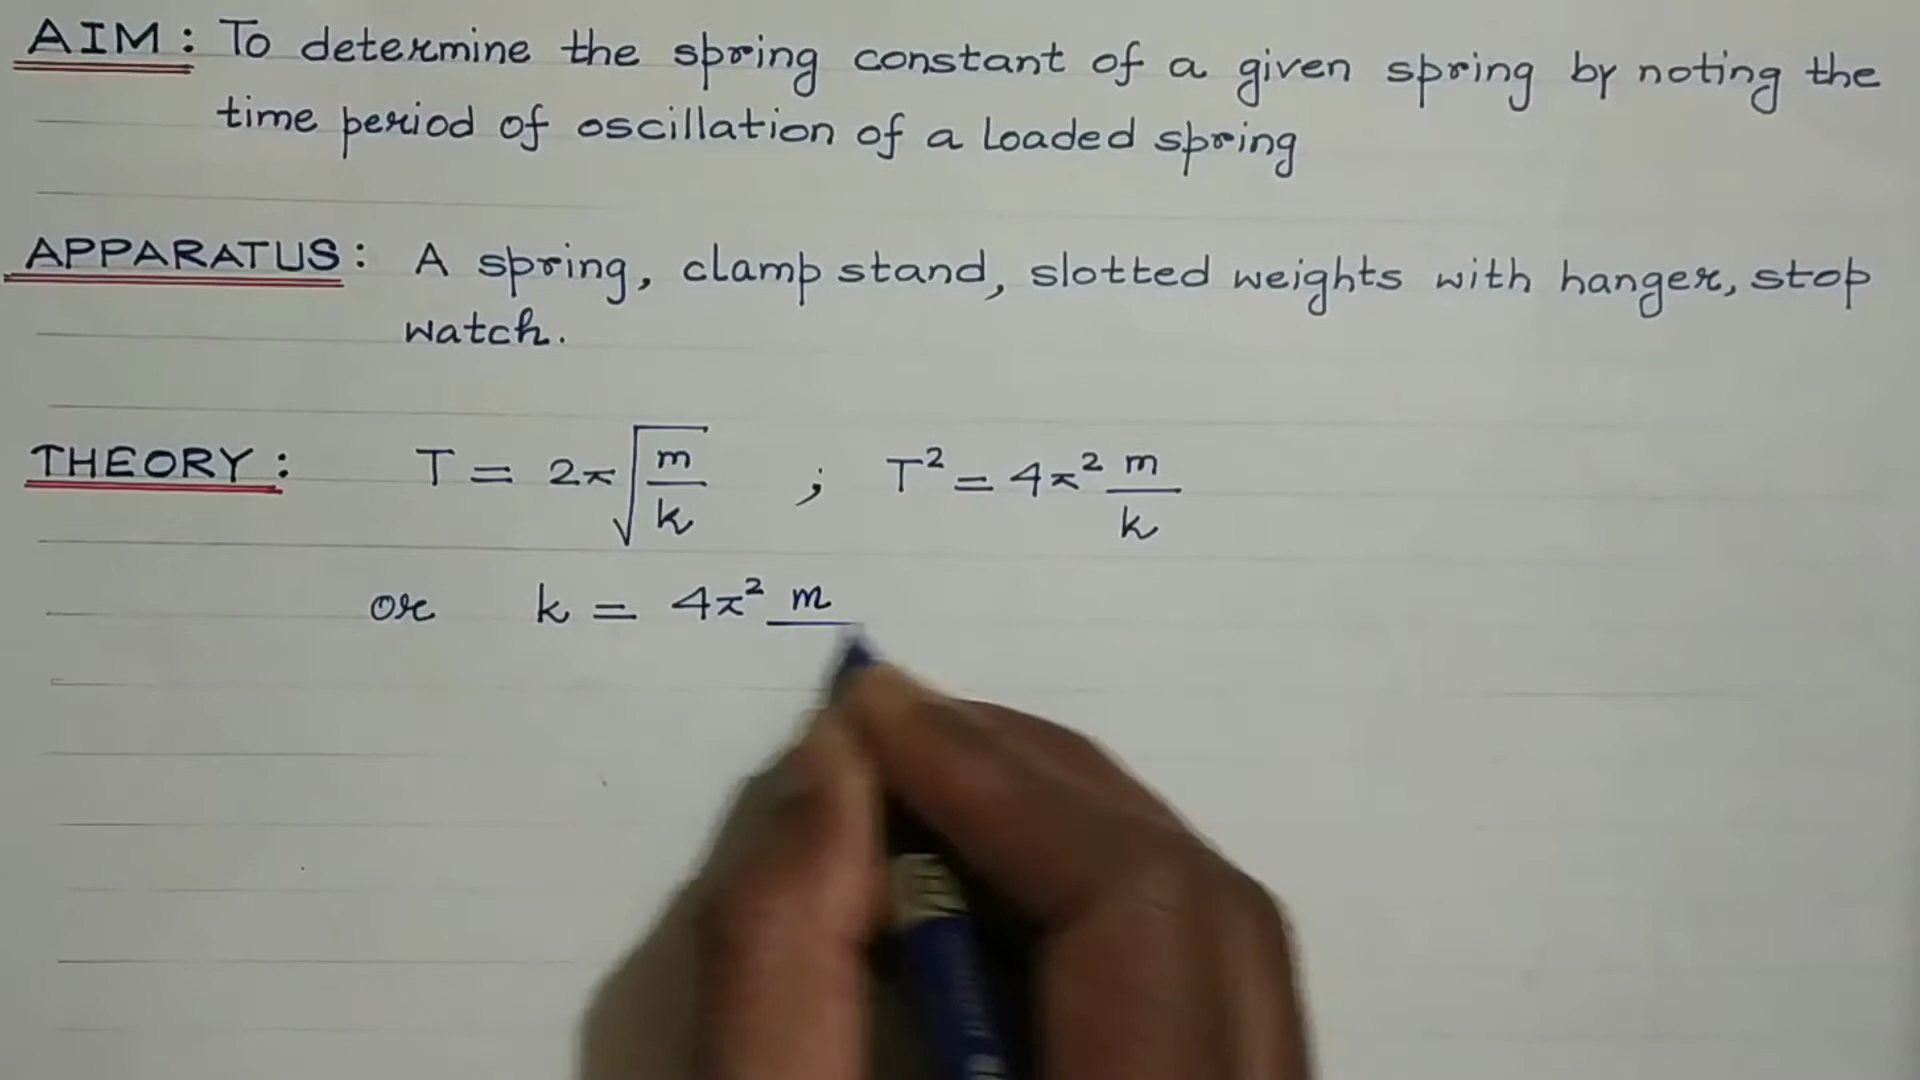 AIM: To determine the spring constant of a given spring by noting the
time period of oscillation of a Loaded spring
APPARATUS: A spring, clamp stand, slotted weights with hanger, stop
watch.
THEORY: T = 2π√(m/k) ; T² = 4π² m/k
or k = 4π² m